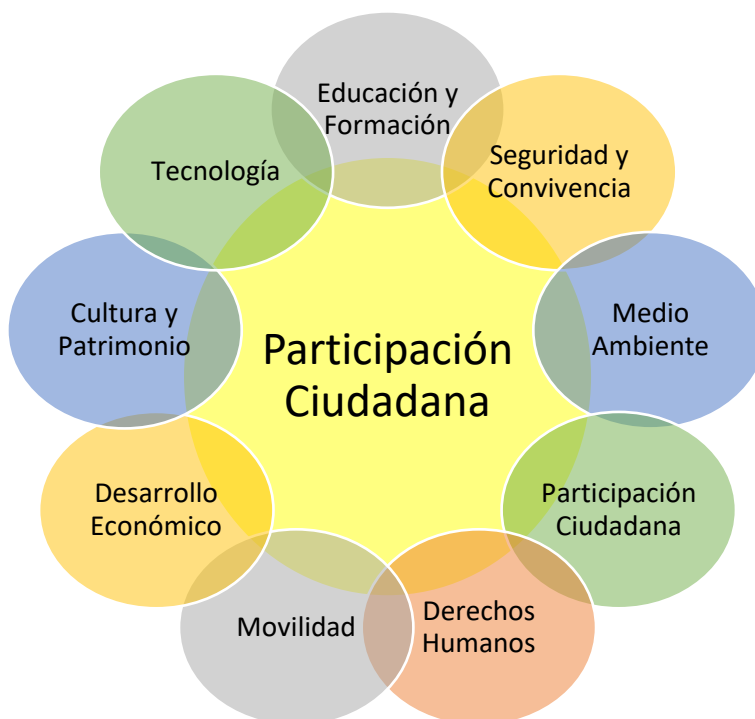 Educación y
Formación
Seguridad y
Convivencia
Medio
Ambiente
Participación
Ciudadana
Derechos
Humanos
Movilidad
Desarrollo
Económico
Cultura y
Patrimonio
Tecnología
Participación
Ciudadana